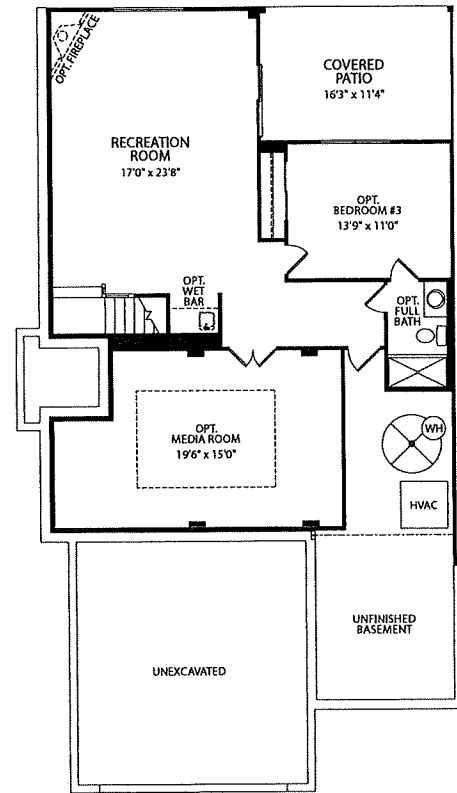 OPT. FIREPLACE
COVERED
PATIO
16'3" x 11'4"
RECREATION
ROOM
17'0" x 23'8"
OPT.
BEDROOM #3
13'9" x 11'0"
OPT.
WET
BAR
OPT.
FULL
BATH
OPT.
MEDIA ROOM
19'6" x 15'0"
WH
HVAC
UNFINISHED
BASEMENT
UNEXCAVATED